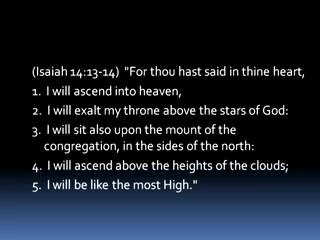 (Isaiah 14:13-14)  "For thou hast said in thine heart,
1.  I will ascend into heaven,
2.  I will exalt my throne above the stars of God:
3.  I will sit also upon the mount of the
congregation, in the sides of the north:
4.  I will ascend above the heights of the clouds;
5.  I will be like the most High."